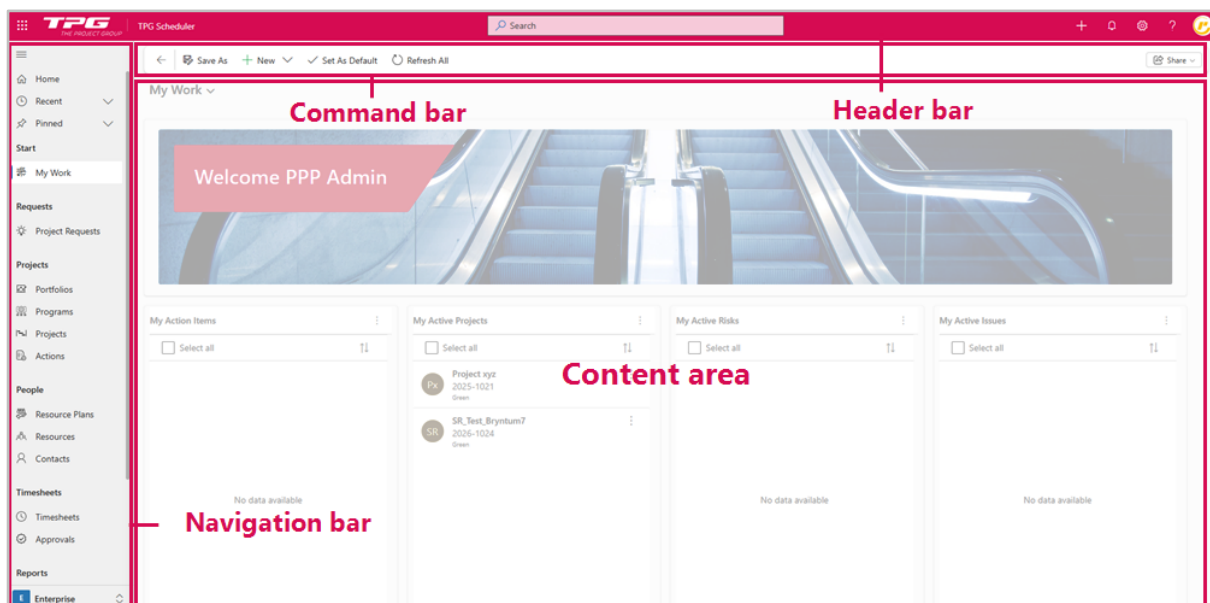 TPG
THE PROJECT GROUP
TPG Scheduler
Search
Home
Recent
Pinned
Start
My Work
Requests
Project Requests
Projects
Portfolios
Programs
Projects
Actions
People
Resource Plans
Resources
Contacts
Timesheets
Timesheets
Approvals
Reports
E Enterprise
Save As New Set As Default Refresh All Share
Command bar
Header bar
My Work
Welcome PPP Admin
My Action Items
Select all
No data available
My Active Projects
Select all
Px
Project xyz
2025-1021
Green
SR
SR_Test_Bryntum7
2026-1024
Green
My Active Risks
Select all
No data available
My Active Issues
Select all
No data available
Content area
Navigation bar